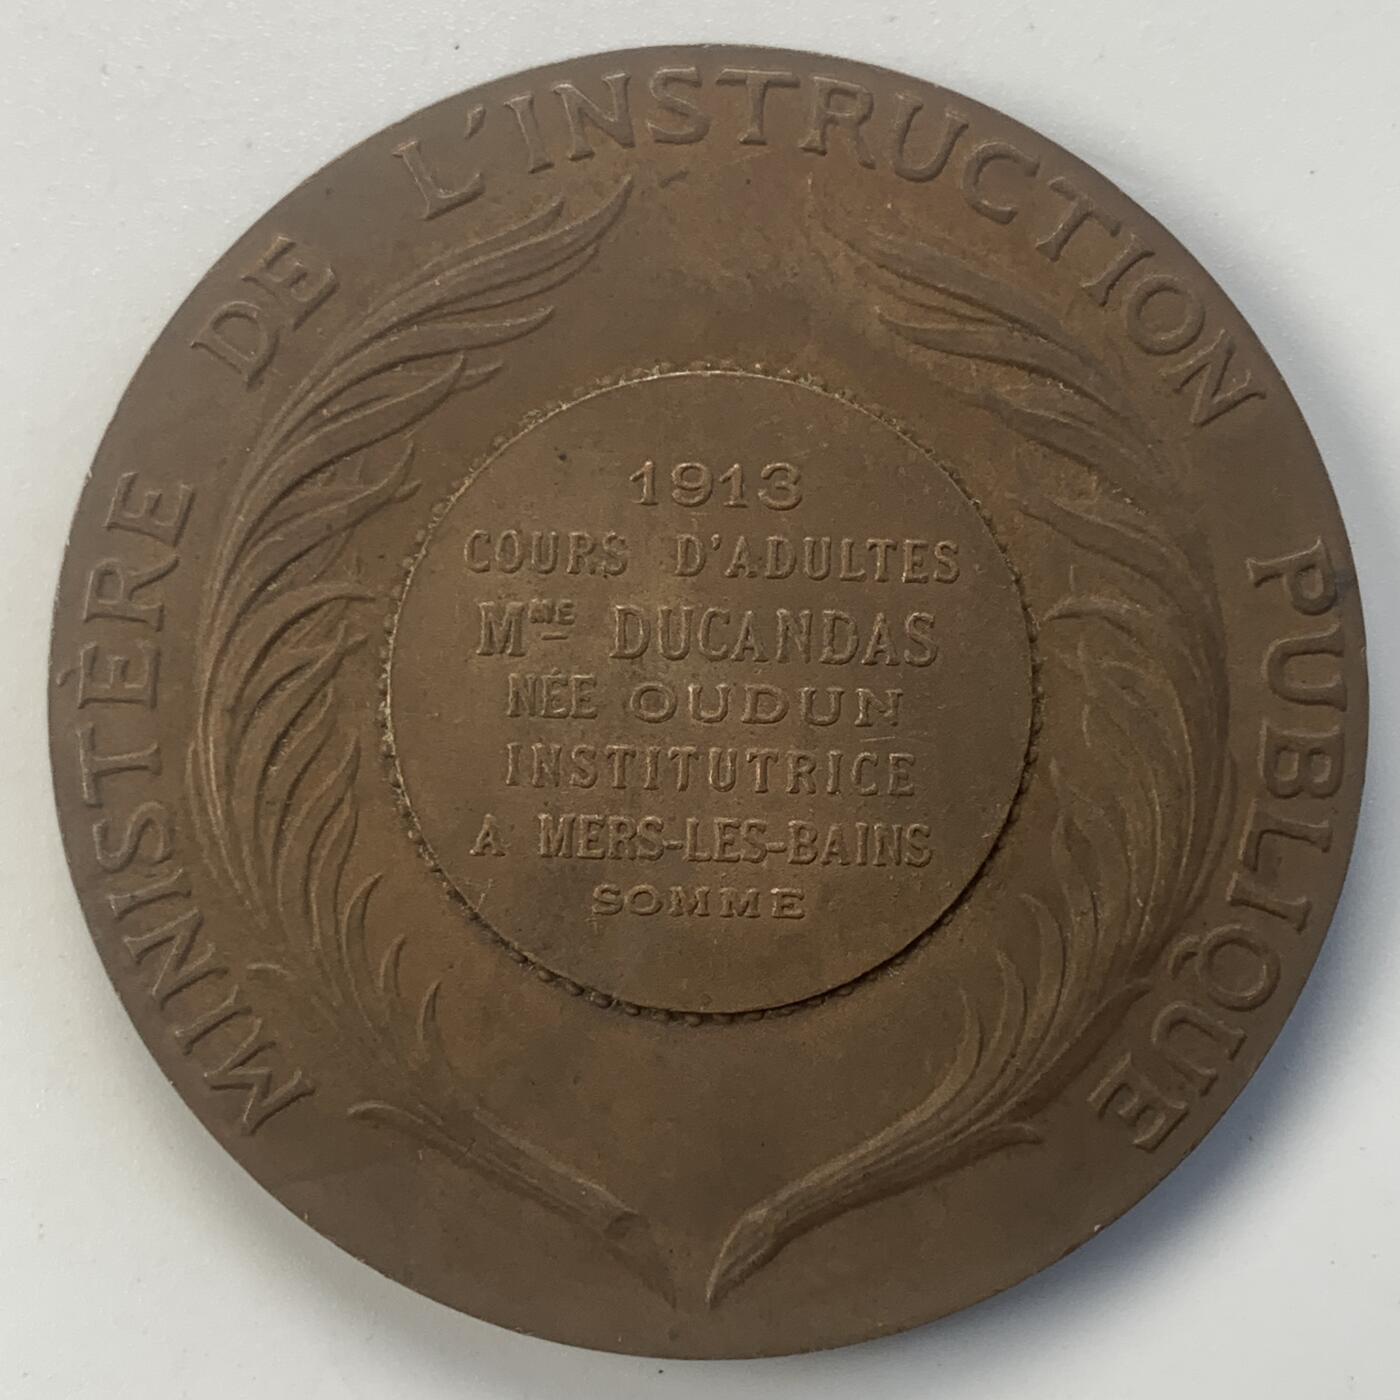 MINISTÈRE DE L'INSTRUCTION PUBLIQUE
1913
COURS D'ADULTES
MME DUCANDAS
NÉE OUDUN
INSTITUTRICE
A MERS-LES-BAINS
SOMME